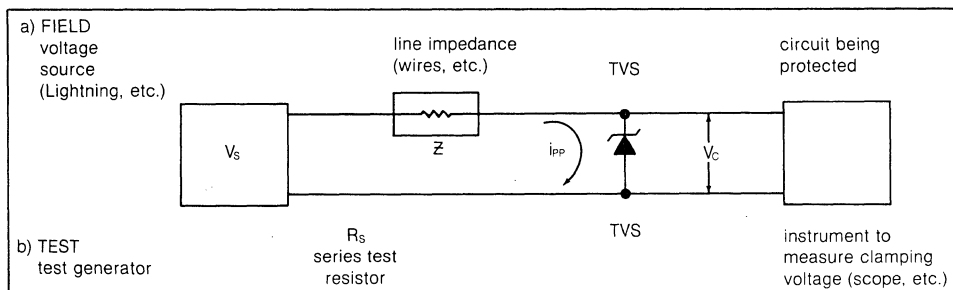 a) FIELD
voltage
source
(Lightning, etc.)
line impedance
(wires, etc.)
TVS
circuit being
protected
VS
Z
iPP
VC
b) TEST
test generator
RS
series test
resistor
TVS
instrument to
measure clamping
voltage (scope, etc.)